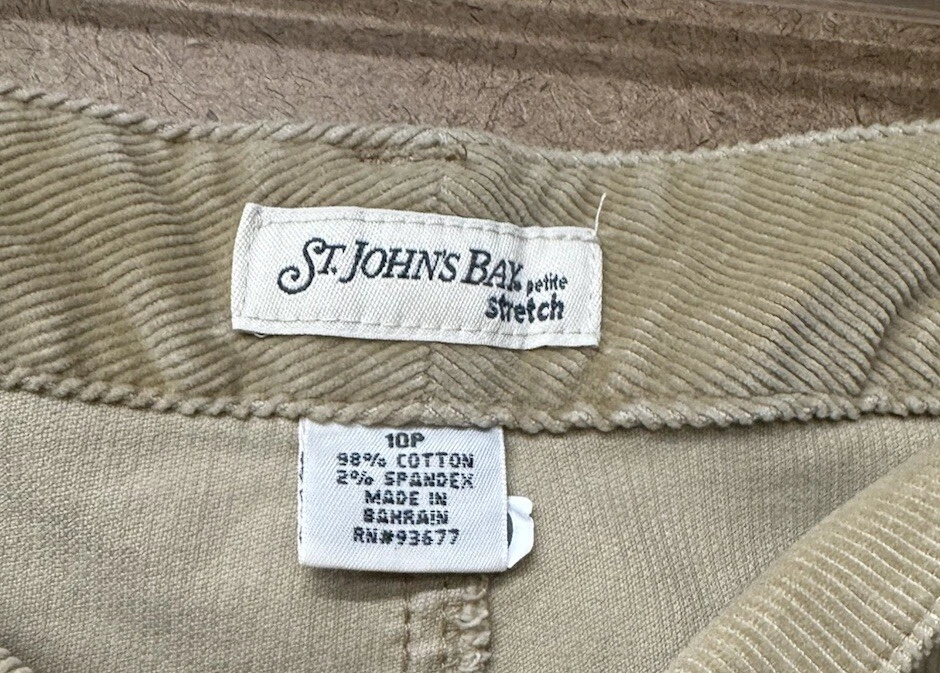 ST. JOHN'S BAY.
petite
stretch
10P
98% COTTON
2% SPANDEX
MADE IN
BAHRAIN
RN#93677